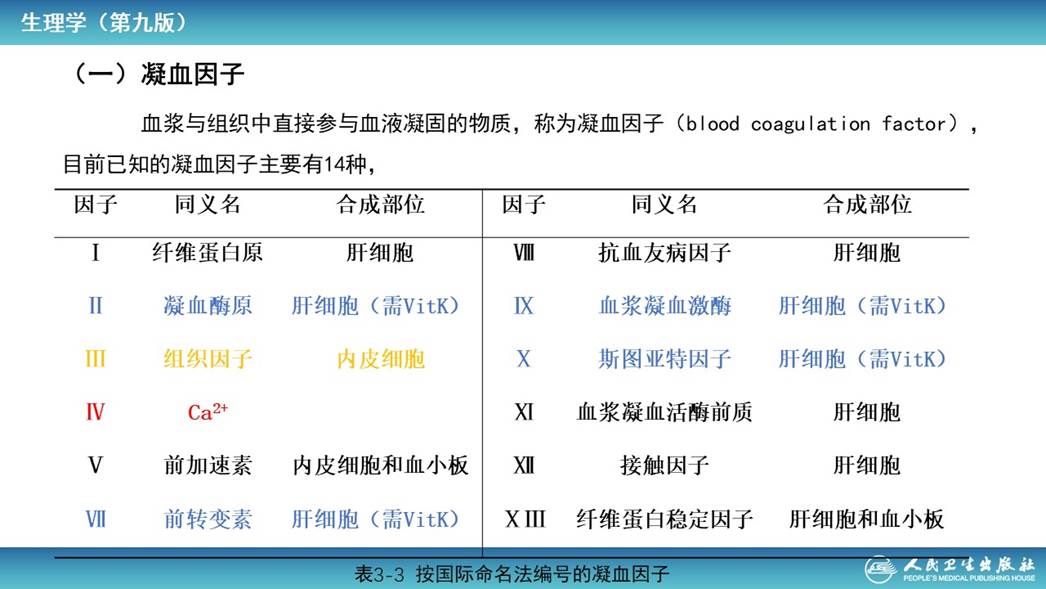 生理学（第九版）
（一）凝血因子
血浆与组织中直接参与血液凝固的物质，称为凝血因子（blood coagulation factor），
目前已知的凝血因子主要有14种，
因子 同义名 合成部位 因子 同义名 合成部位
Ⅰ 纤维蛋白原 肝细胞 Ⅷ 抗血友病因子 肝细胞
Ⅱ 凝血酶原 肝细胞（需VitK） Ⅸ 血浆凝血激酶 肝细胞（需VitK）
Ⅲ 组织因子 内皮细胞 Ⅹ 斯图亚特因子 肝细胞（需VitK）
Ⅳ Ca²⁺ Ⅺ 血浆凝血活酶前质 肝细胞
Ⅴ 前加速素 内皮细胞和血小板 Ⅻ 接触因子 肝细胞
Ⅶ 前转变素 肝细胞（需VitK） ⅩⅢ 纤维蛋白稳定因子 肝细胞和血小板
表3-3 按国际命名法编号的凝血因子
人民卫生出版社
PEOPLE'S MEDICAL PUBLISHING HOUSE